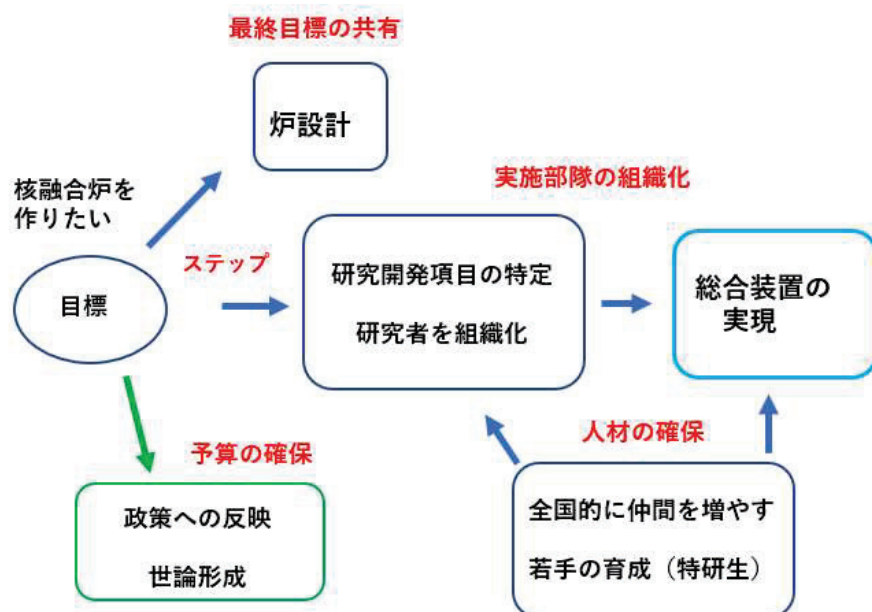 最終目標の共有
炉設計
核融合炉を
作りたい
実施部隊の組織化
ステップ
目標
研究開発項目の特定
研究者を組織化
総合装置の
実現
予算の確保
人材の確保
政策への反映
世論形成
全国的に仲間を増やす
若手の育成（特研生）